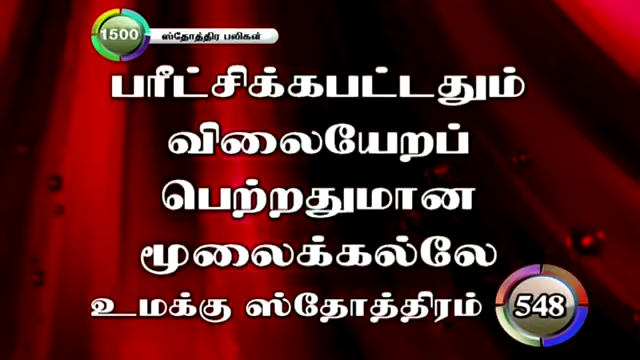 1500 ஸ்தோத்திர பலிகள்
பரீட்சிக்கபட்டதும்
விலையேறப்
பெற்றதுமான
மூலைக்கல்லே
உமக்கு ஸ்தோத்திரம் 548